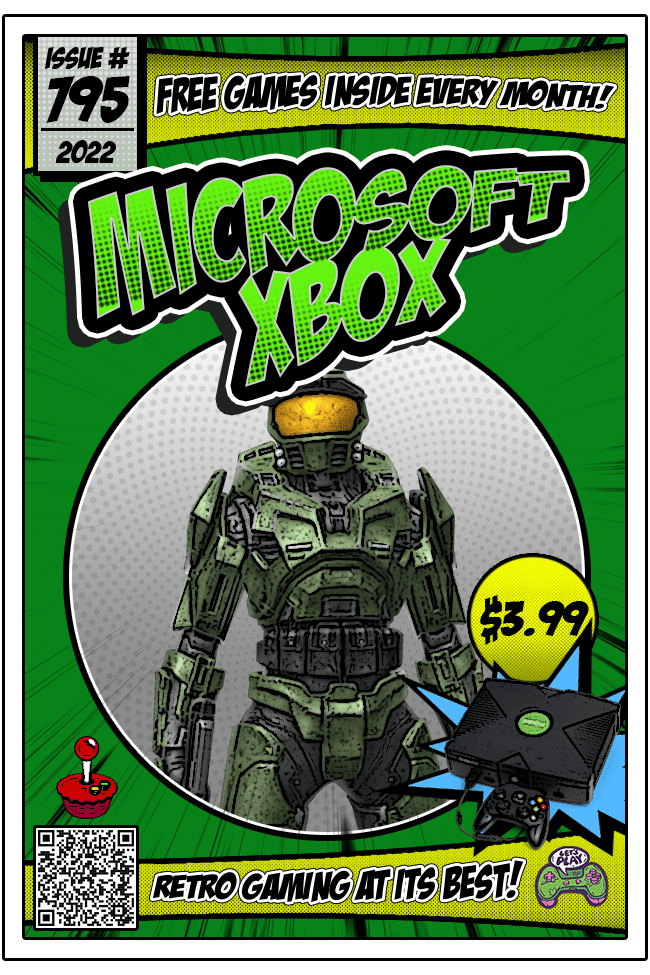 ISSUE #
795
2022
FREE GAMES INSIDE EVERY MONTH!
MICROSOFT
XBOX
$3.99
LET'S
PLAY
RETRO GAMING AT ITS BEST!